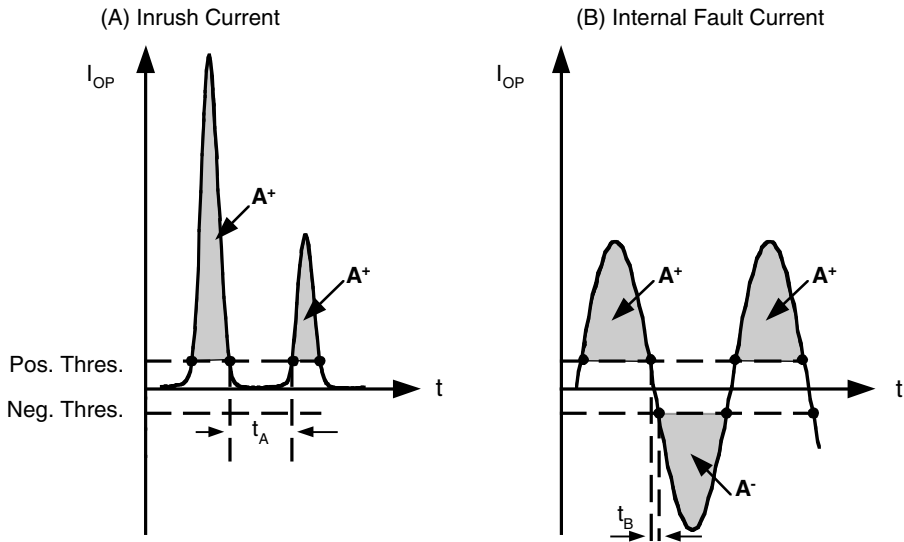 (A) Inrush Current
I_OP
A⁺
A⁺
Pos. Thres.
t
Neg. Thres.
t_A
(B) Internal Fault Current
I_OP
A⁺
A⁺
t
A⁻
t_B